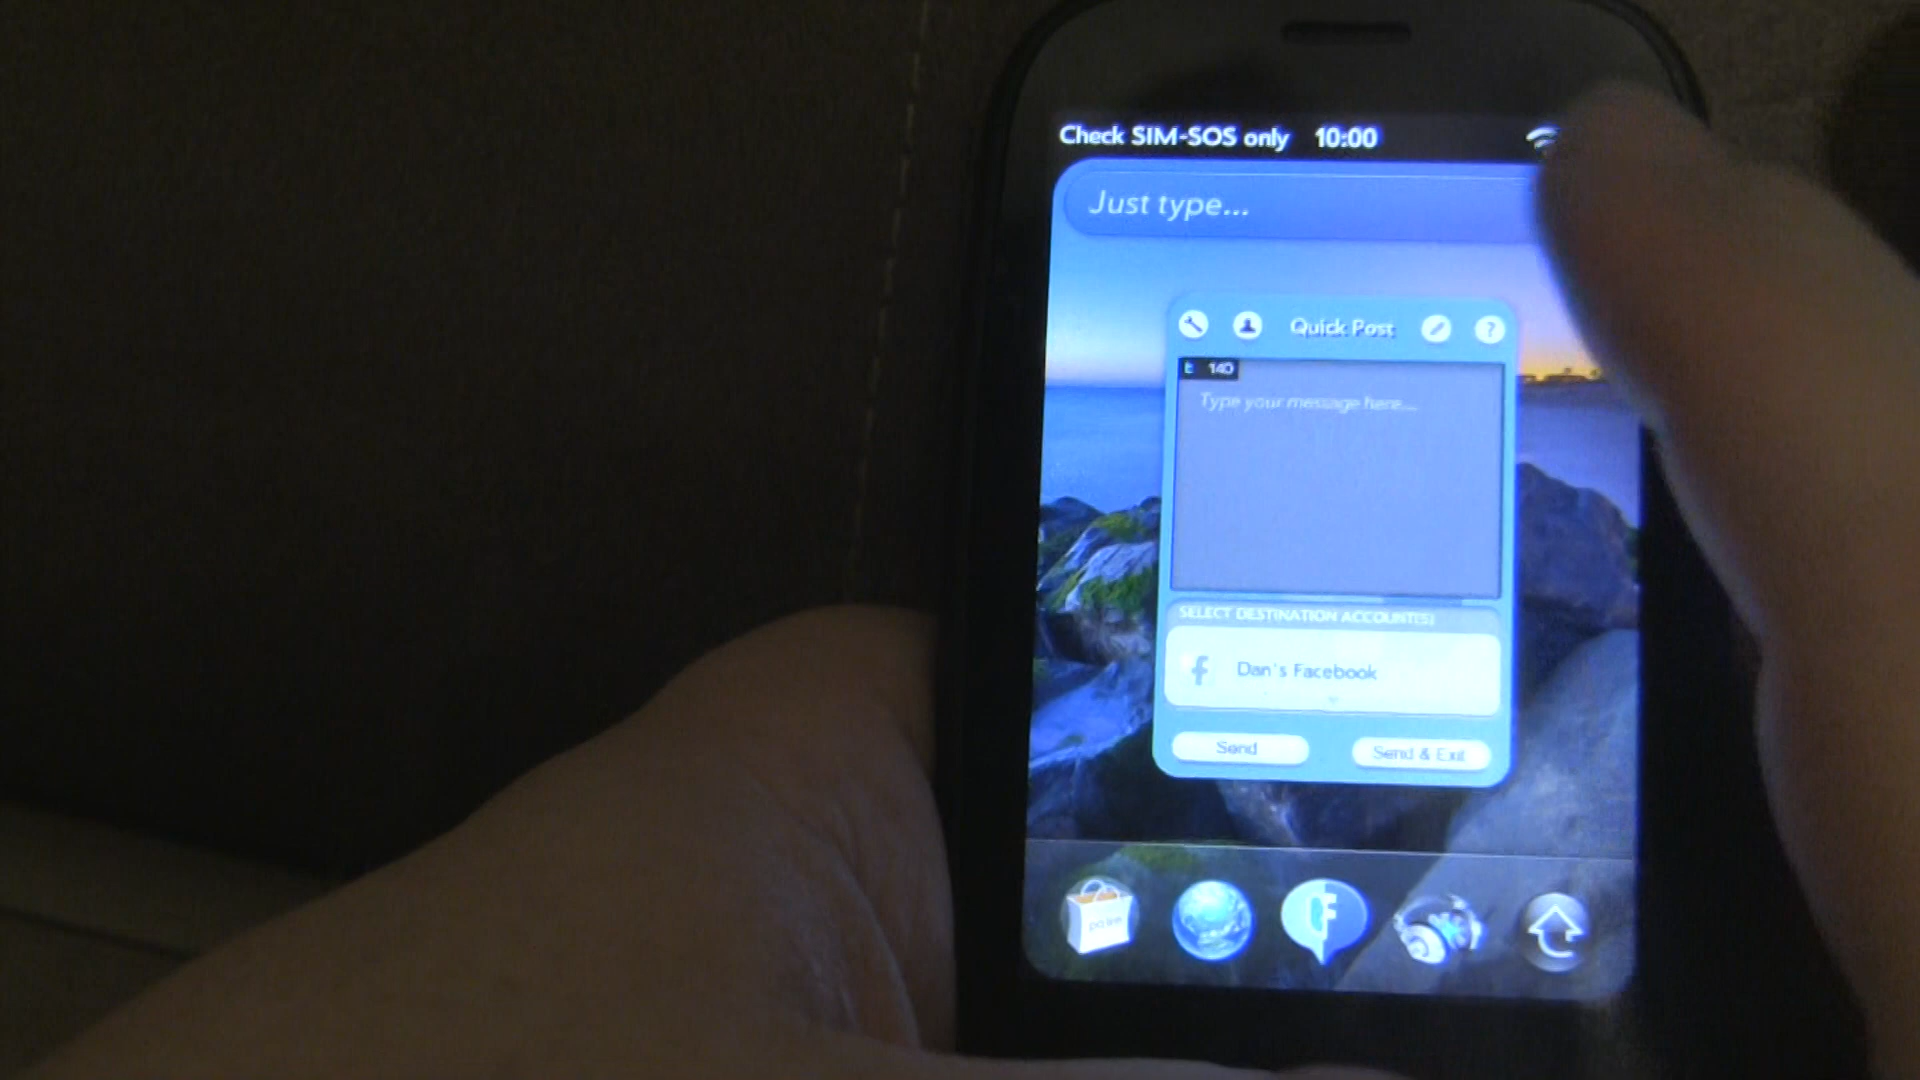 Check SIM-SOS only 10:00
Just type...
Quick Post
t 140
Type your message here...
SELECT DESTINATION ACCOUNT(S)
f Dan's Facebook
Send Send & Exit
palm